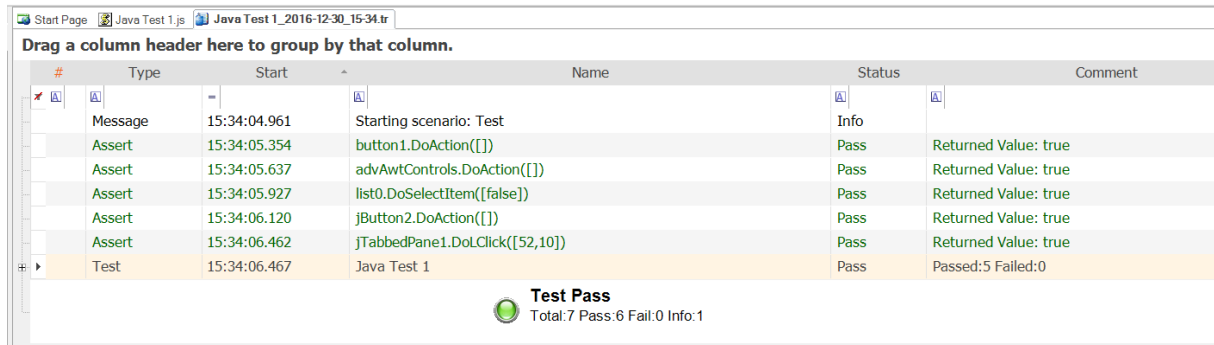 Start Page Java Test 1.js Java Test 1_2016-12-30_15-34.tr
Drag a column header here to group by that column.
# Type Start Name Status Comment
A A = A A A
Message 15:34:04.961 Starting scenario: Test Info
Assert 15:34:05.354 button1.DoAction([]) Pass Returned Value: true
Assert 15:34:05.637 advAwtControls.DoAction([]) Pass Returned Value: true
Assert 15:34:05.927 list0.DoSelectItem([false]) Pass Returned Value: true
Assert 15:34:06.120 jButton2.DoAction([]) Pass Returned Value: true
Assert 15:34:06.462 jTabbedPane1.DoLClick([52,10]) Pass Returned Value: true
Test 15:34:06.467 Java Test 1 Pass Passed:5 Failed:0
Test Pass
Total:7 Pass:6 Fail:0 Info:1